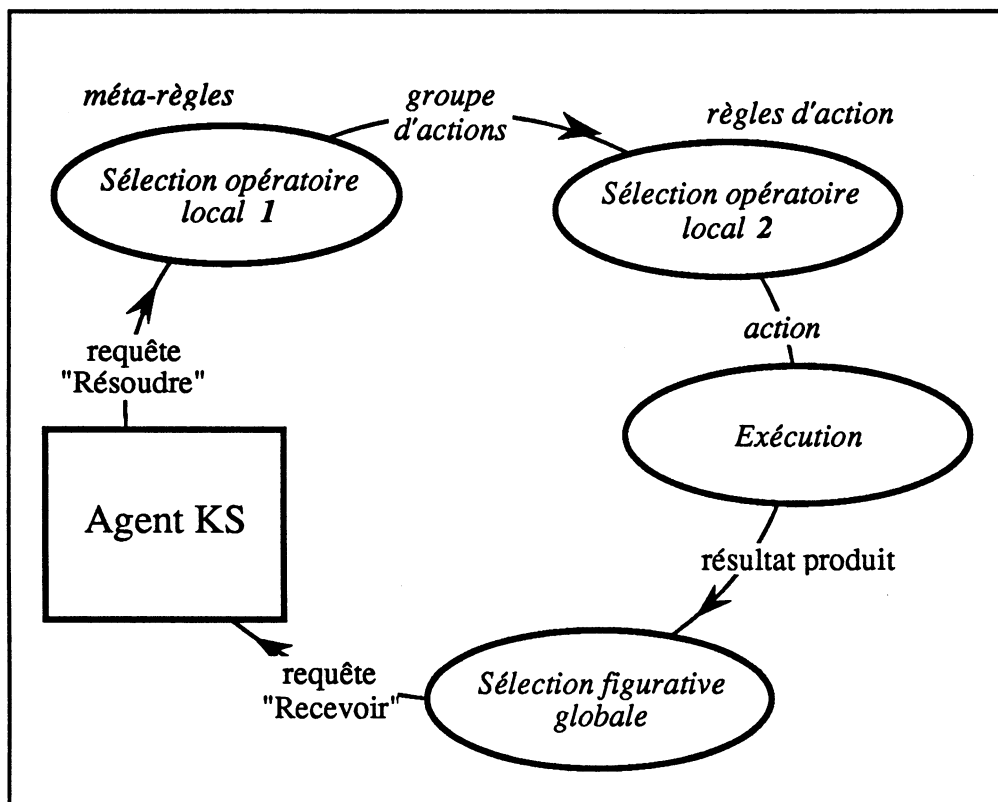 méta-règles
groupe
d'actions
règles d'action
Sélection opératoire
local 1
Sélection opératoire
local 2
requête
"Résoudre"
action
Agent KS
Exécution
résultat produit
requête
"Recevoir"
Sélection figurative
globale